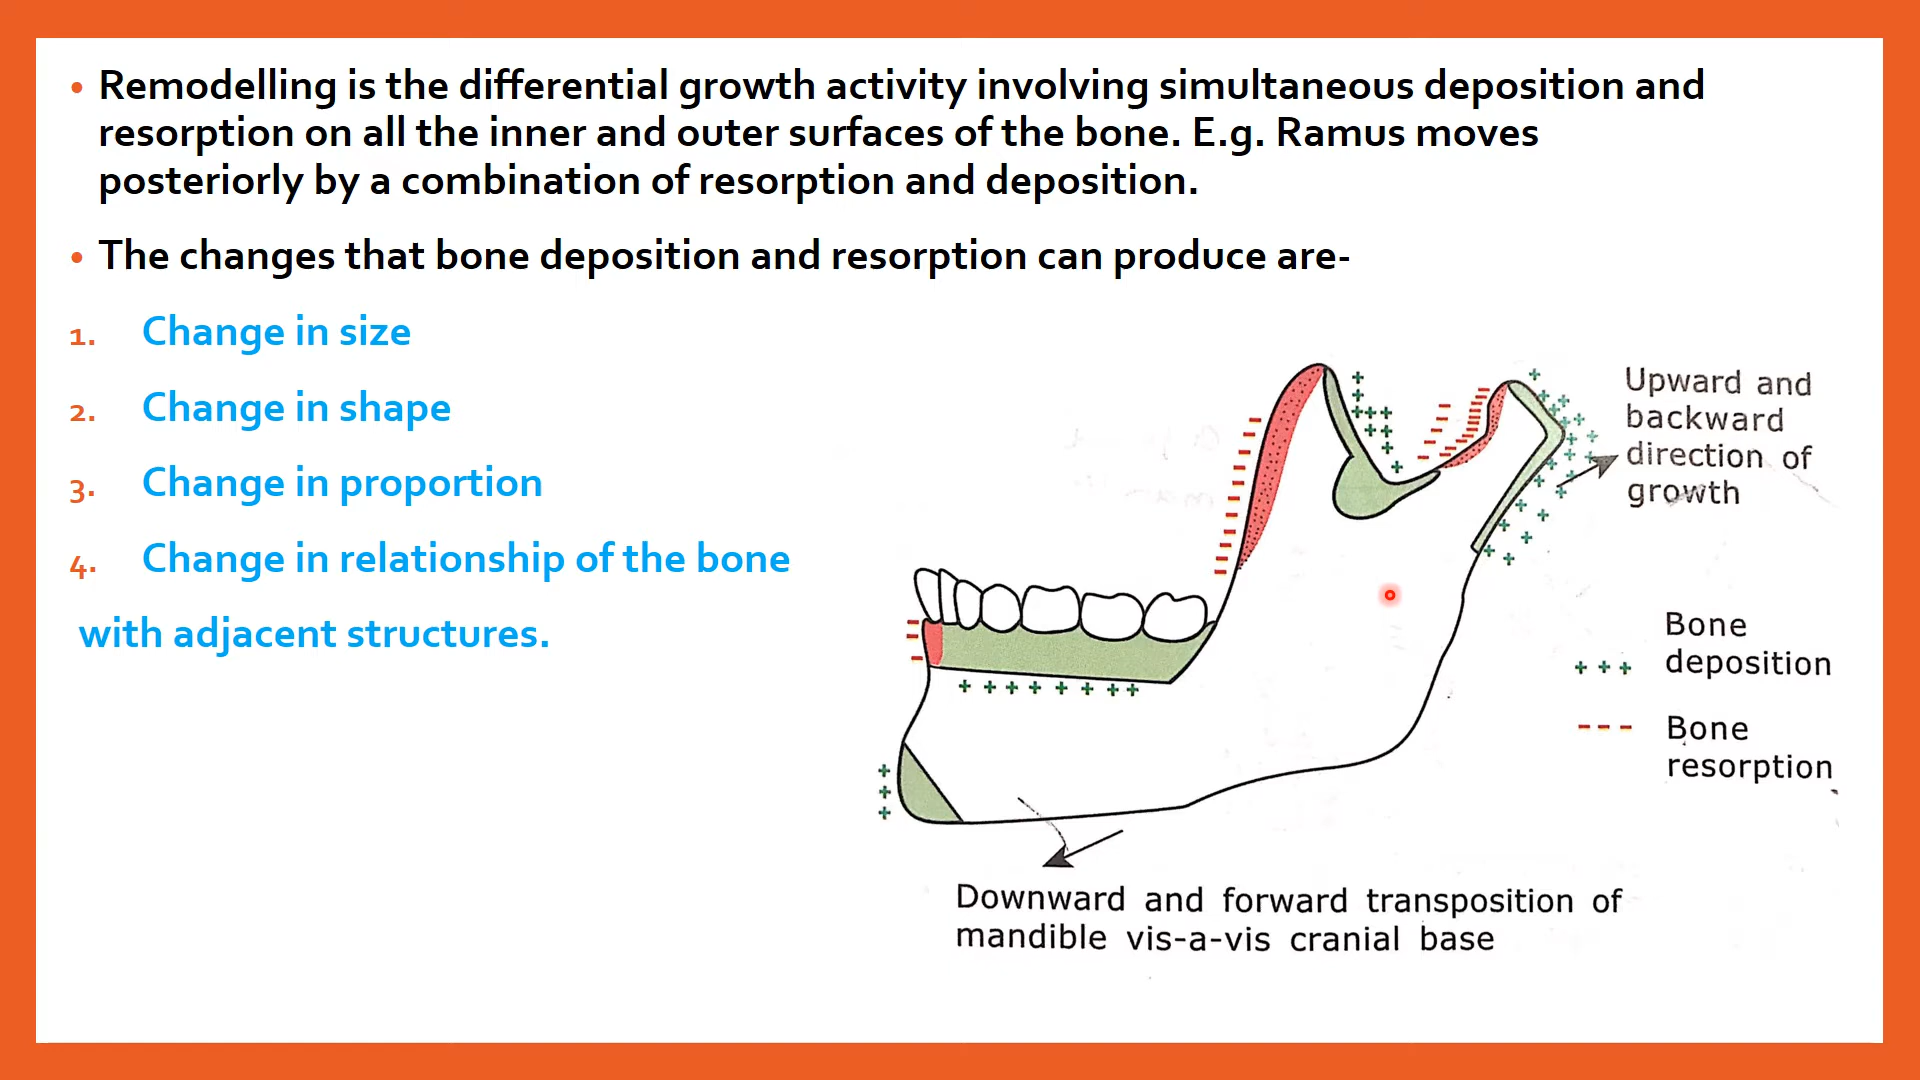 • Remodelling is the differential growth activity involving simultaneous deposition and
resorption on all the inner and outer surfaces of the bone. E.g. Ramus moves
posteriorly by a combination of resorption and deposition.
• The changes that bone deposition and resorption can produce are-
1. Change in size
2. Change in shape
3. Change in proportion
4. Change in relationship of the bone
with adjacent structures.
Upward and
backward
direction of
growth
Bone
+ + + deposition
--- Bone
resorption
Downward and forward transposition of
mandible vis-a-vis cranial base